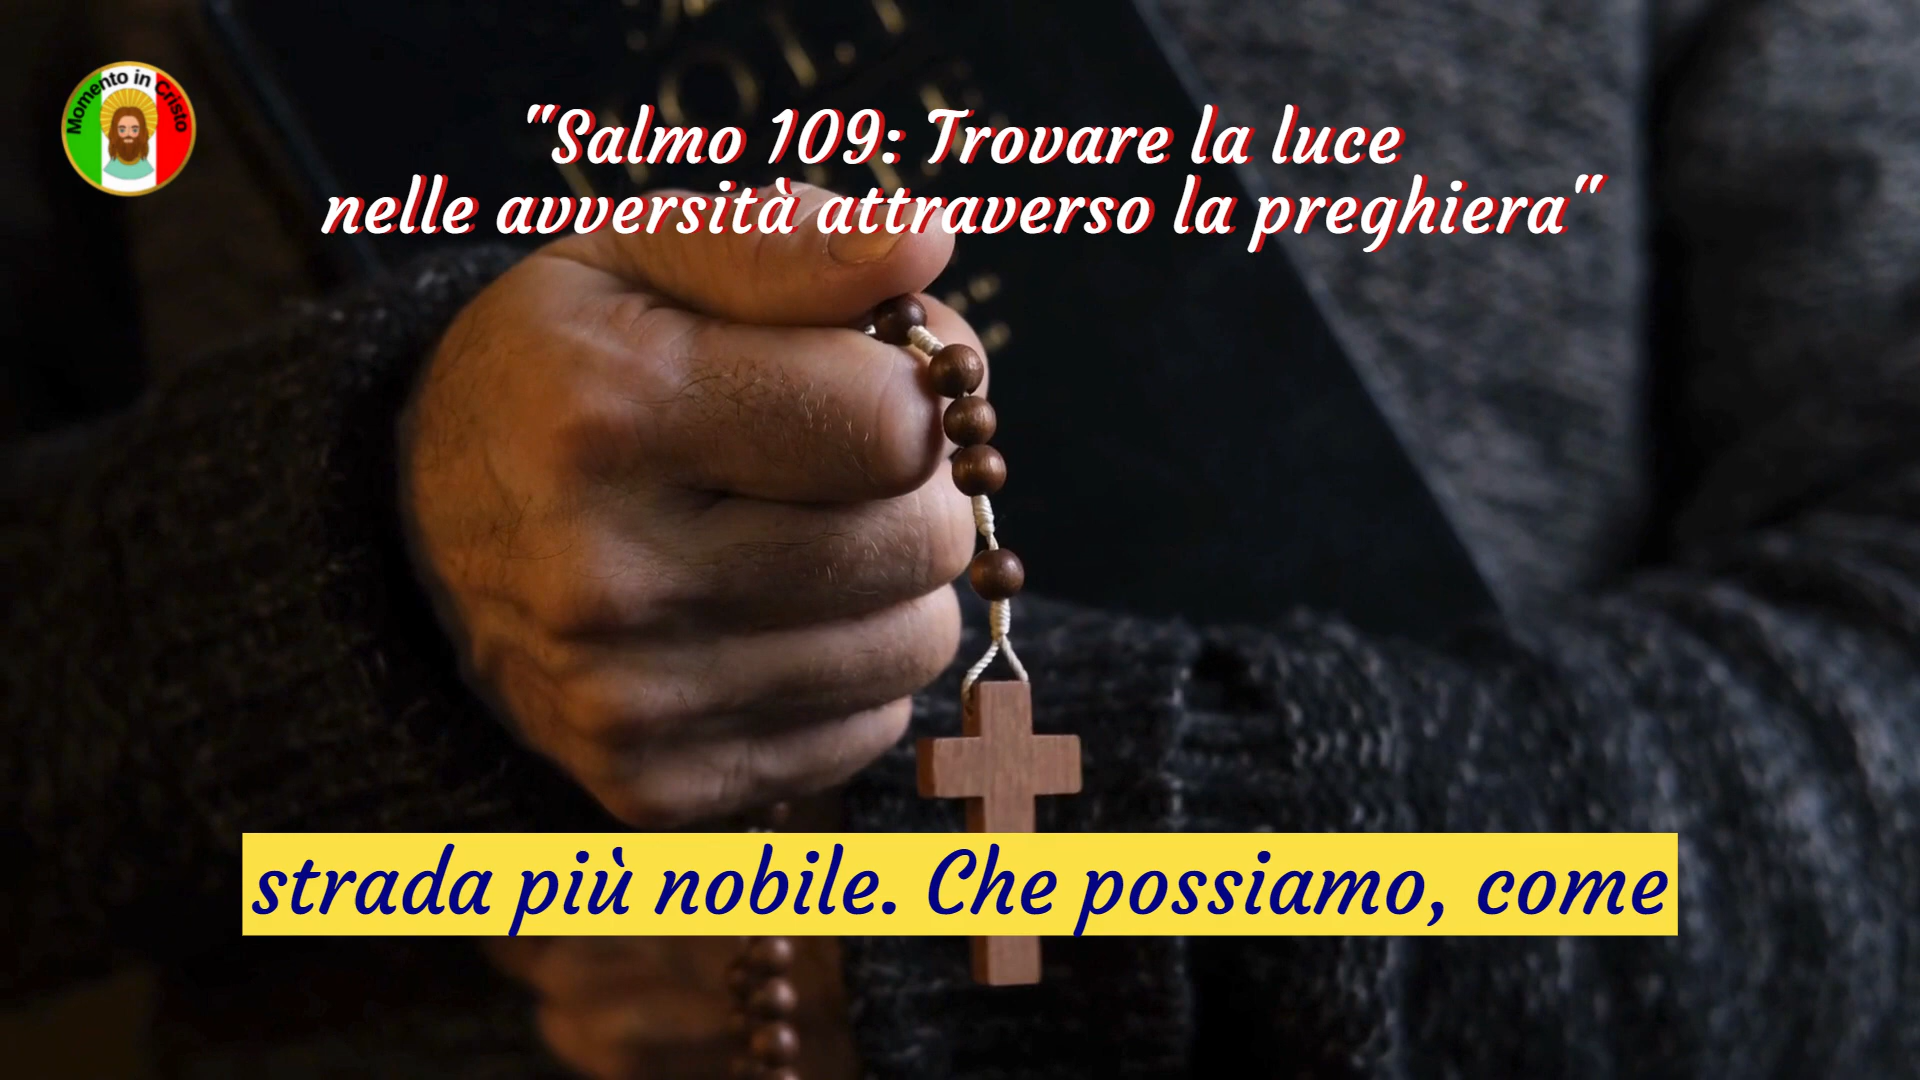 Momento in Cristo
"Salmo 109: Trovare la luce
nelle avversità attraverso la preghiera"
strada più nobile. Che possiamo, come